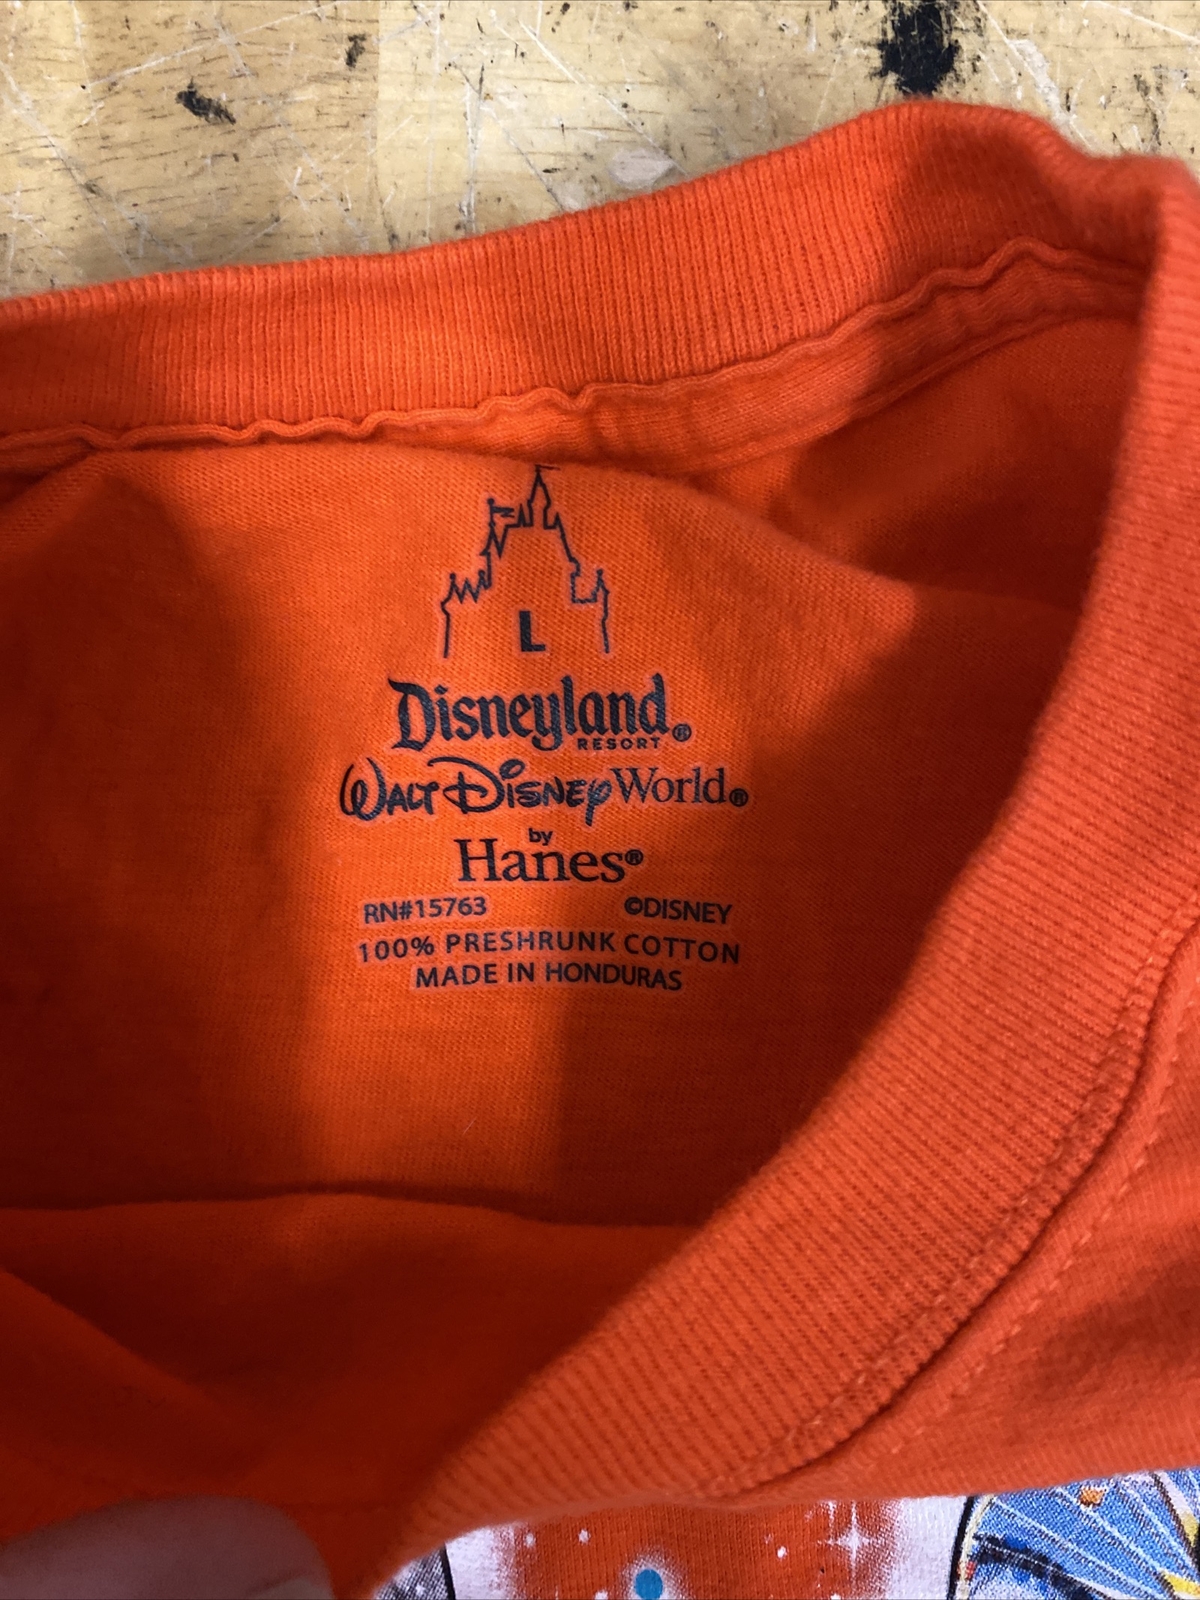 L
Disneyland®
RESORT
Walt Disney World®
by
Hanes®
RN#15763 ©DISNEY
100% PRESHRUNK COTTON
MADE IN HONDURAS